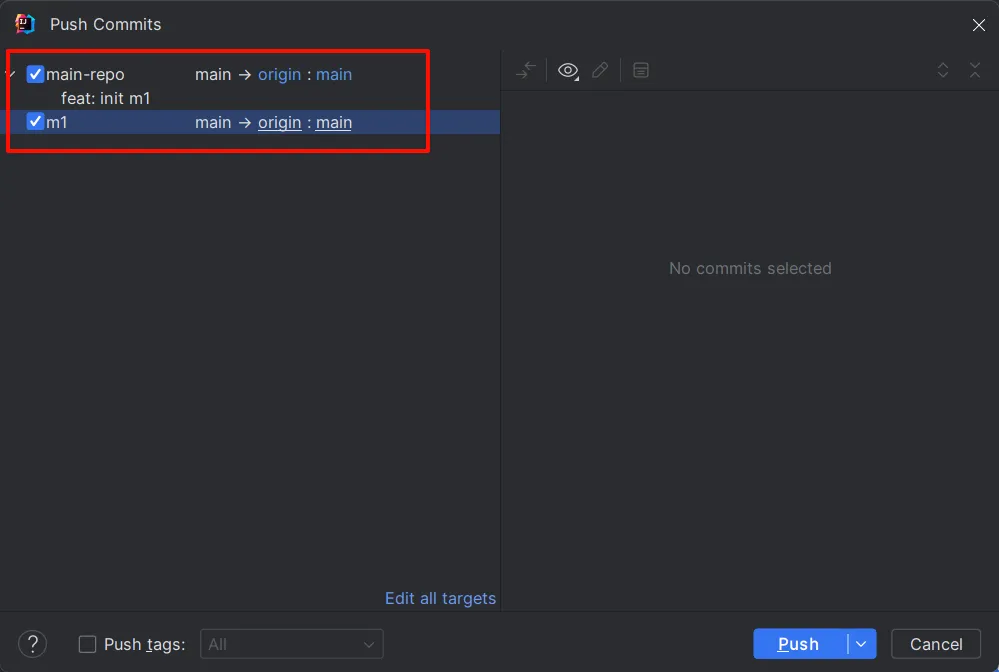 Push Commits
main-repo main → origin : main
feat: init m1
m1 main → origin : main
No commits selected
Edit all targets
? Push tags: All Push Cancel